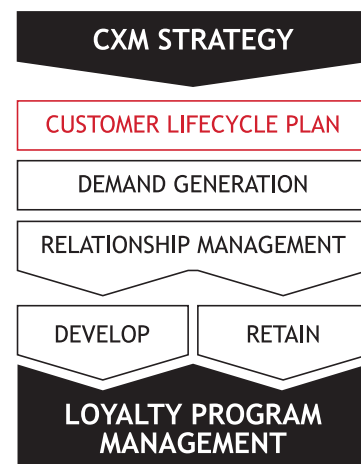 CXM STRATEGY
CUSTOMER LIFECYCLE PLAN
DEMAND GENERATION
RELATIONSHIP MANAGEMENT
DEVELOP
RETAIN
LOYALTY PROGRAM
MANAGEMENT